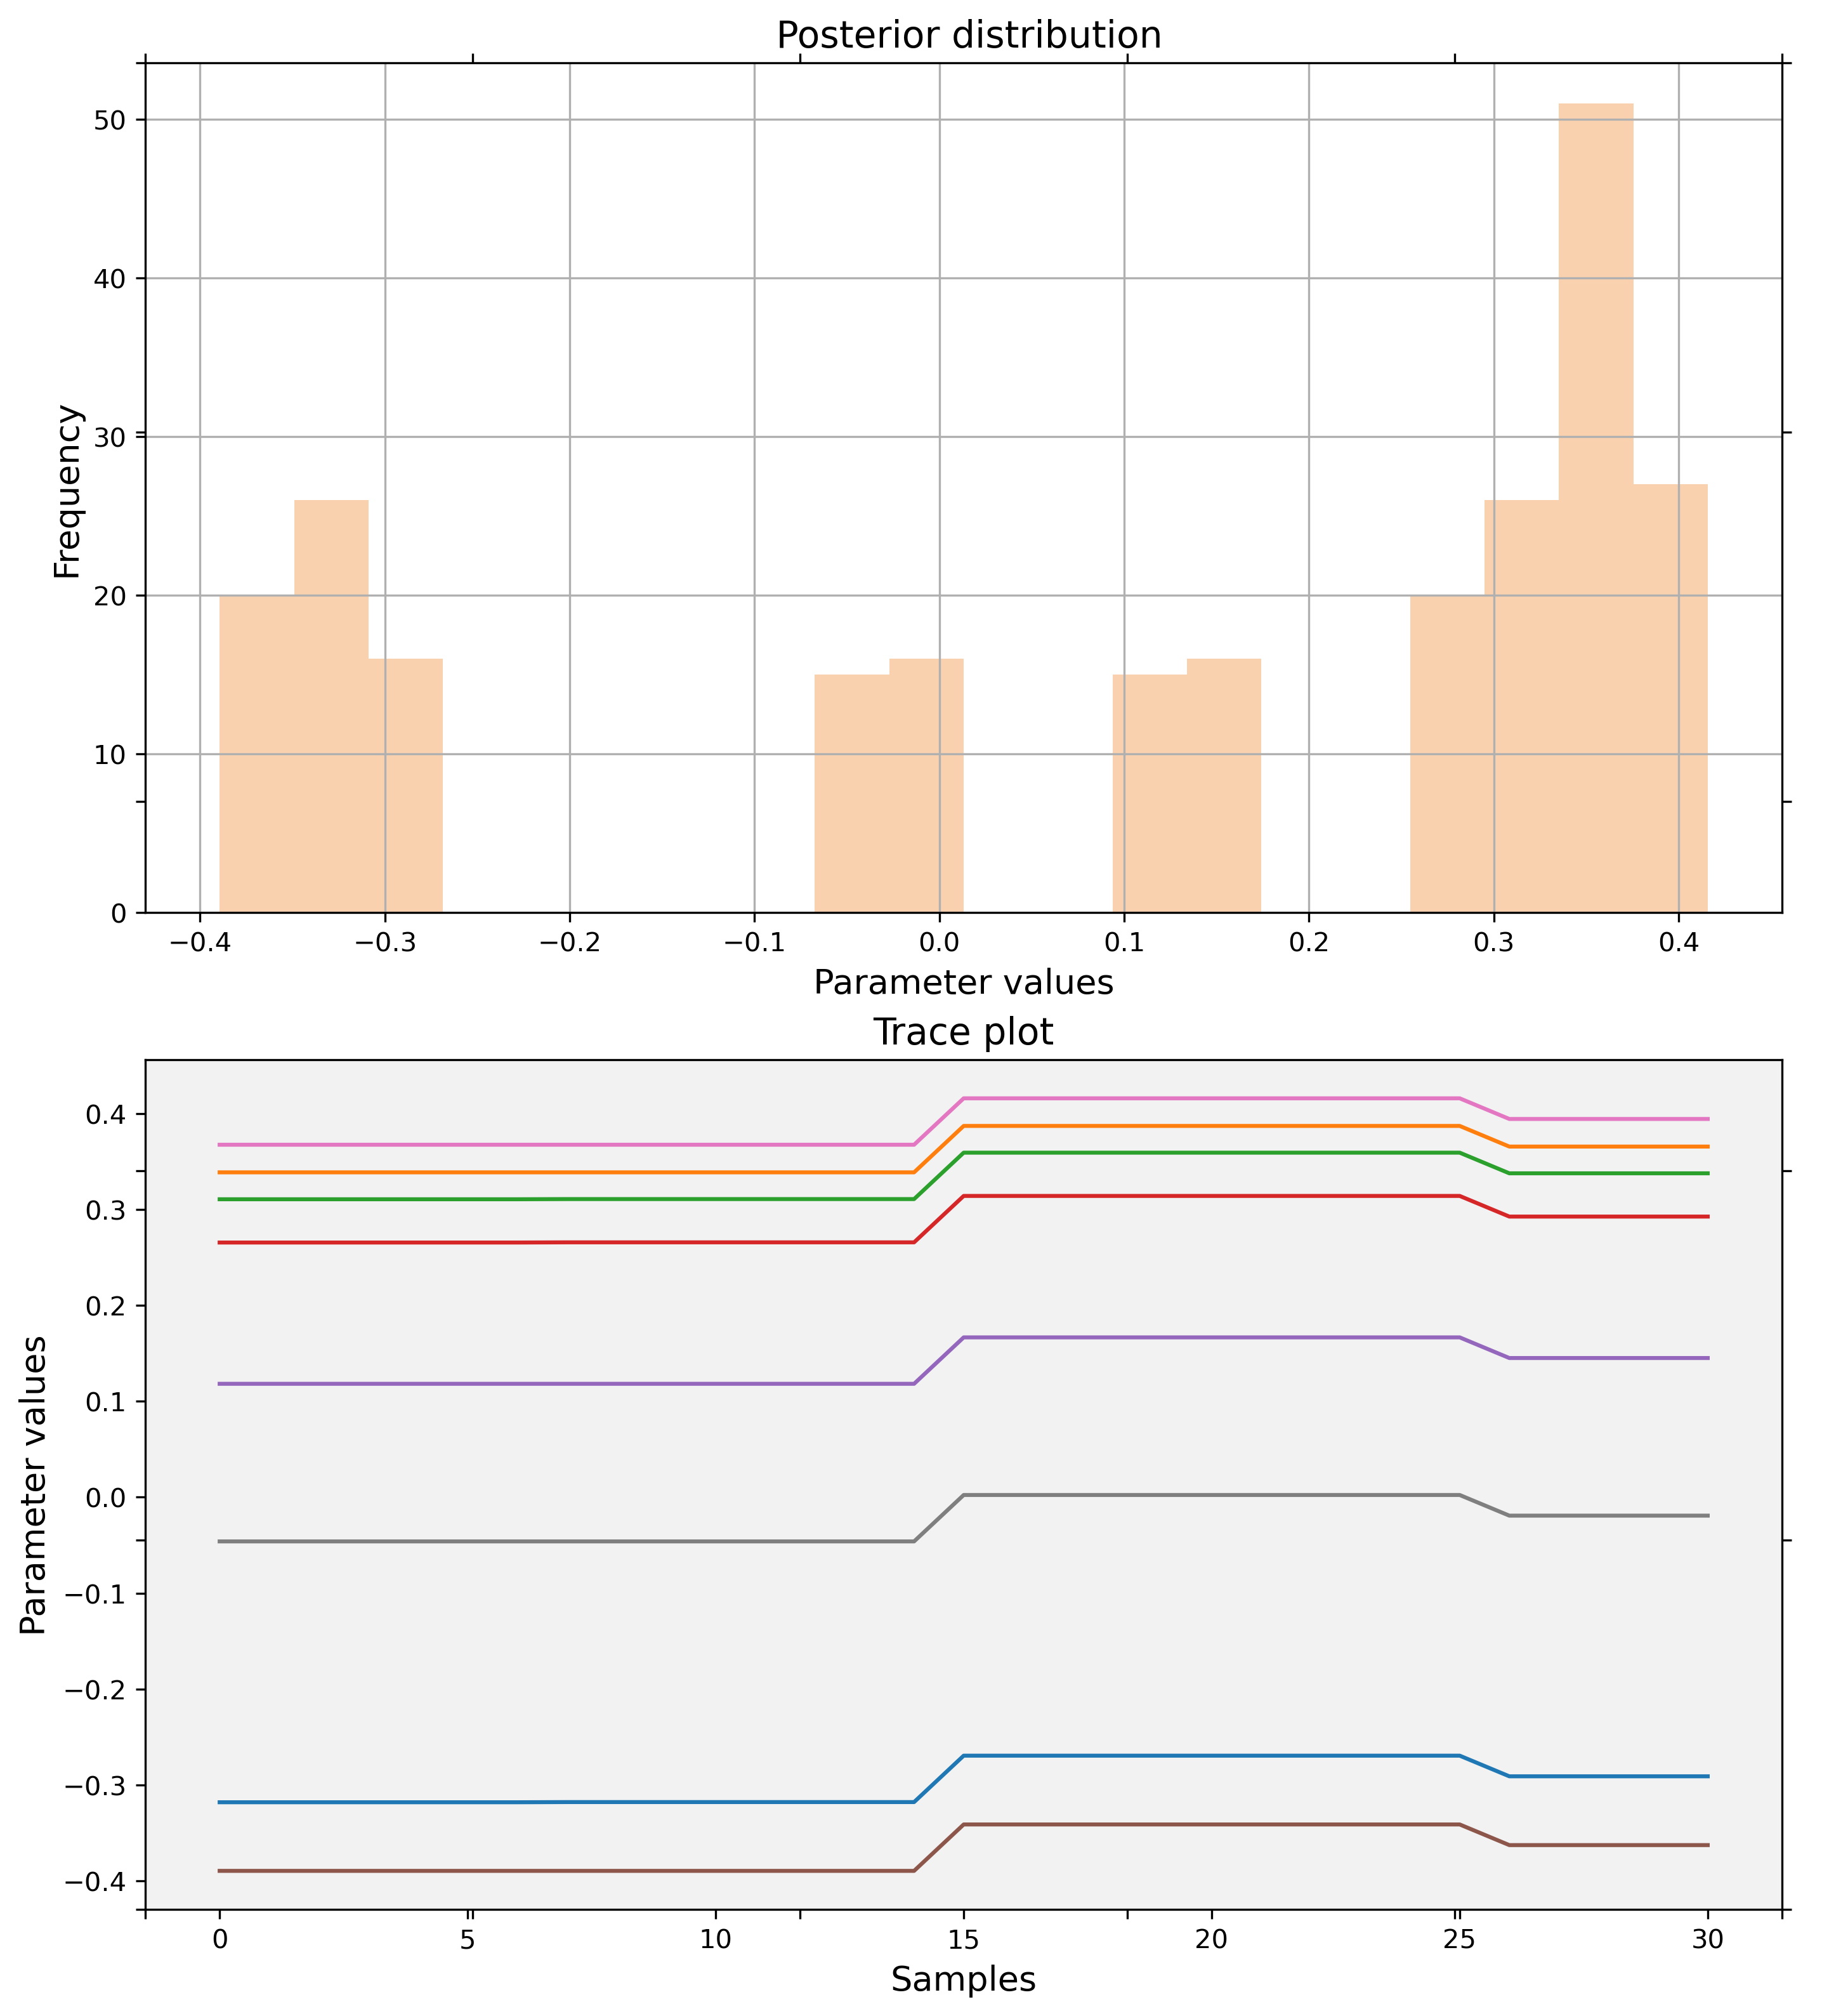 Posterior distribution
50
40
30
20
10
0
Frequency
−0.4 −0.3 −0.2 −0.1 0.0 0.1 0.2 0.3 0.4
Parameter values
Trace plot
0.4
0.3
0.2
0.1
0.0
−0.1
−0.2
−0.3
−0.4
Parameter values
0 5 10 15 20 25 30
Samples